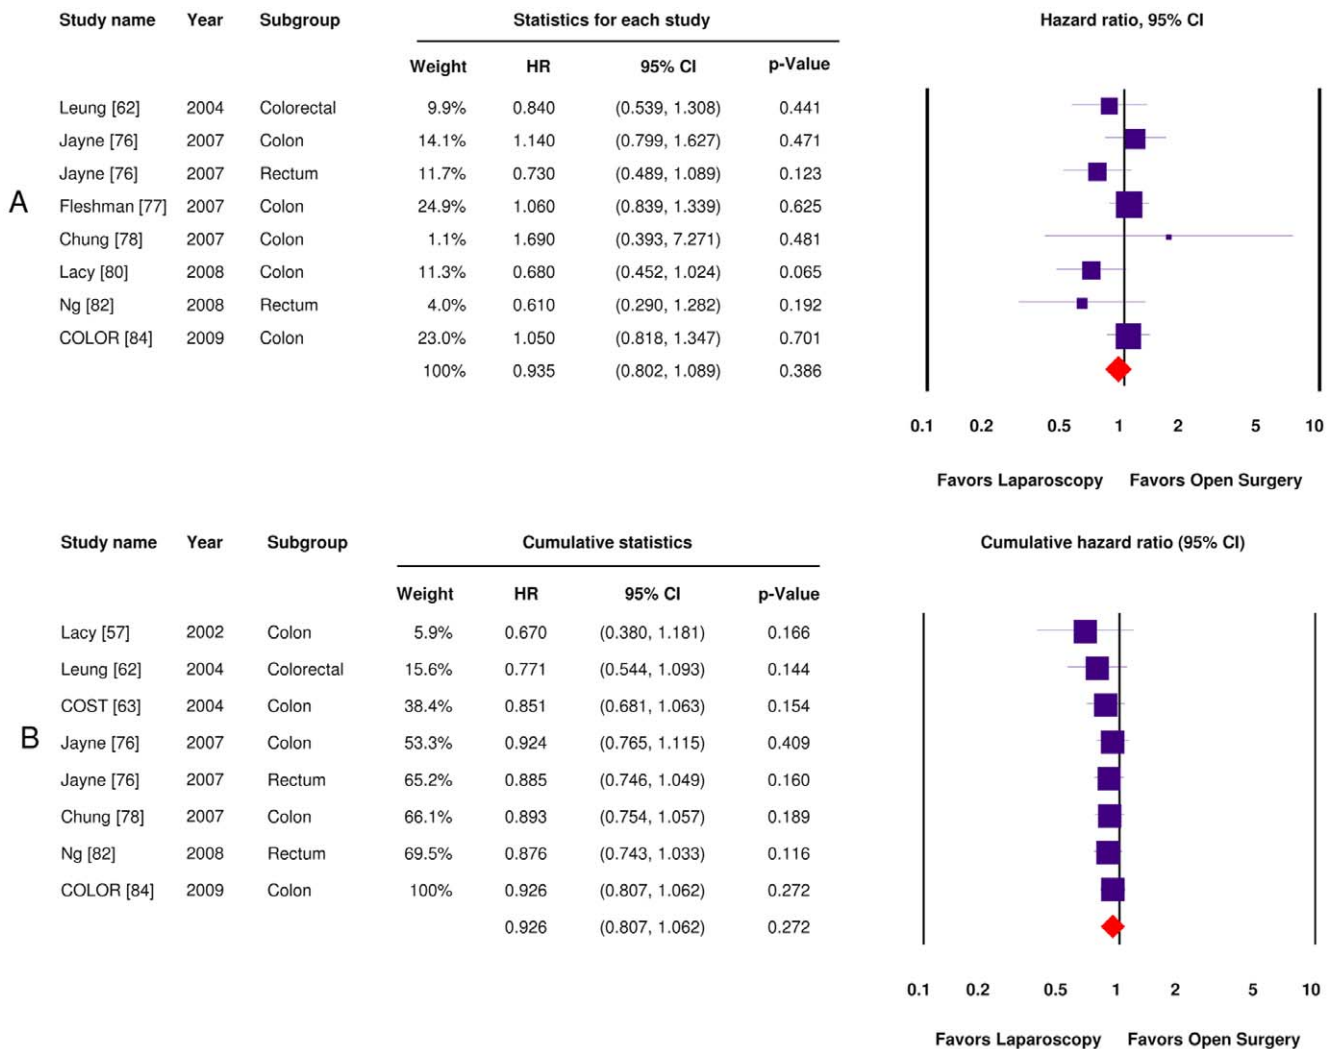 Study name Year Subgroup Statistics for each study Hazard ratio, 95% CI
Weight HR 95% CI p-Value
Leung [62] 2004 Colorectal 9.9% 0.840 (0.539, 1.308) 0.441
Jayne [76] 2007 Colon 14.1% 1.140 (0.799, 1.627) 0.471
Jayne [76] 2007 Rectum 11.7% 0.730 (0.489, 1.089) 0.123
A
Fleshman [77] 2007 Colon 24.9% 1.060 (0.839, 1.339) 0.625
Chung [78] 2007 Colon 1.1% 1.690 (0.393, 7.271) 0.481
Lacy [80] 2008 Colon 11.3% 0.680 (0.452, 1.024) 0.065
Ng [82] 2008 Rectum 4.0% 0.610 (0.290, 1.282) 0.192
COLOR [84] 2009 Colon 23.0% 1.050 (0.818, 1.347) 0.701
100% 0.935 (0.802, 1.089) 0.386
0.1 0.2 0.5 1 2 5 10
Favors Laparoscopy Favors Open Surgery
Study name Year Subgroup Cumulative statistics Cumulative hazard ratio (95% CI)
Weight HR 95% CI p-Value
Lacy [57] 2002 Colon 5.9% 0.670 (0.380, 1.181) 0.166
Leung [62] 2004 Colorectal 15.6% 0.771 (0.544, 1.093) 0.144
COST [63] 2004 Colon 38.4% 0.851 (0.681, 1.063) 0.154
B
Jayne [76] 2007 Colon 53.3% 0.924 (0.765, 1.115) 0.409
Jayne [76] 2007 Rectum 65.2% 0.885 (0.746, 1.049) 0.160
Chung [78] 2007 Colon 66.1% 0.893 (0.754, 1.057) 0.189
Ng [82] 2008 Rectum 69.5% 0.876 (0.743, 1.033) 0.116
COLOR [84] 2009 Colon 100% 0.926 (0.807, 1.062) 0.272
0.926 (0.807, 1.062) 0.272
0.1 0.2 0.5 1 2 5 10
Favors Laparoscopy Favors Open Surgery